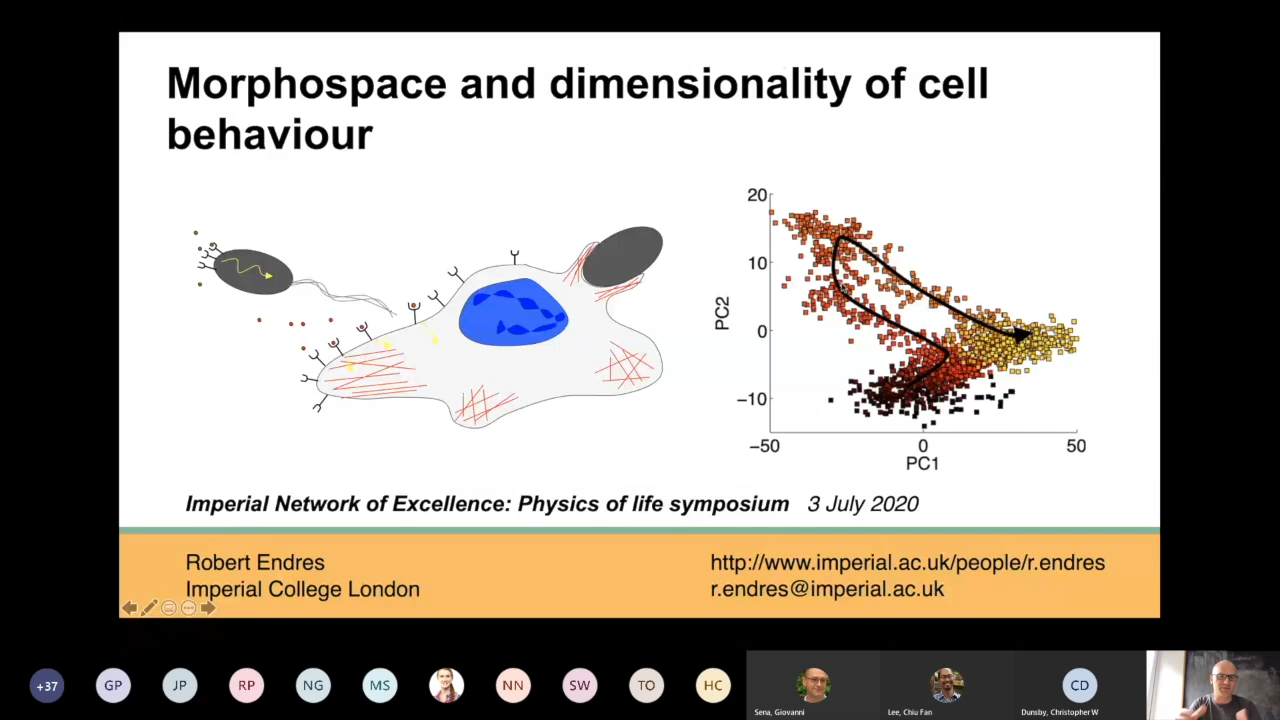 Morphospace and dimensionality of cell
behaviour
20
10
0
−10
PC2
−50
0
50
PC1
Imperial Network of Excellence: Physics of life symposium 3 July 2020
Robert Endres
http://www.imperial.ac.uk/people/r.endres
Imperial College London
r.endres@imperial.ac.uk
+37
GP
JP
RP
NG
MS
NN
SW
TO
HC
CD
Sena, Giovanni
Lee, Chiu Fan
Dunsby, Christopher W